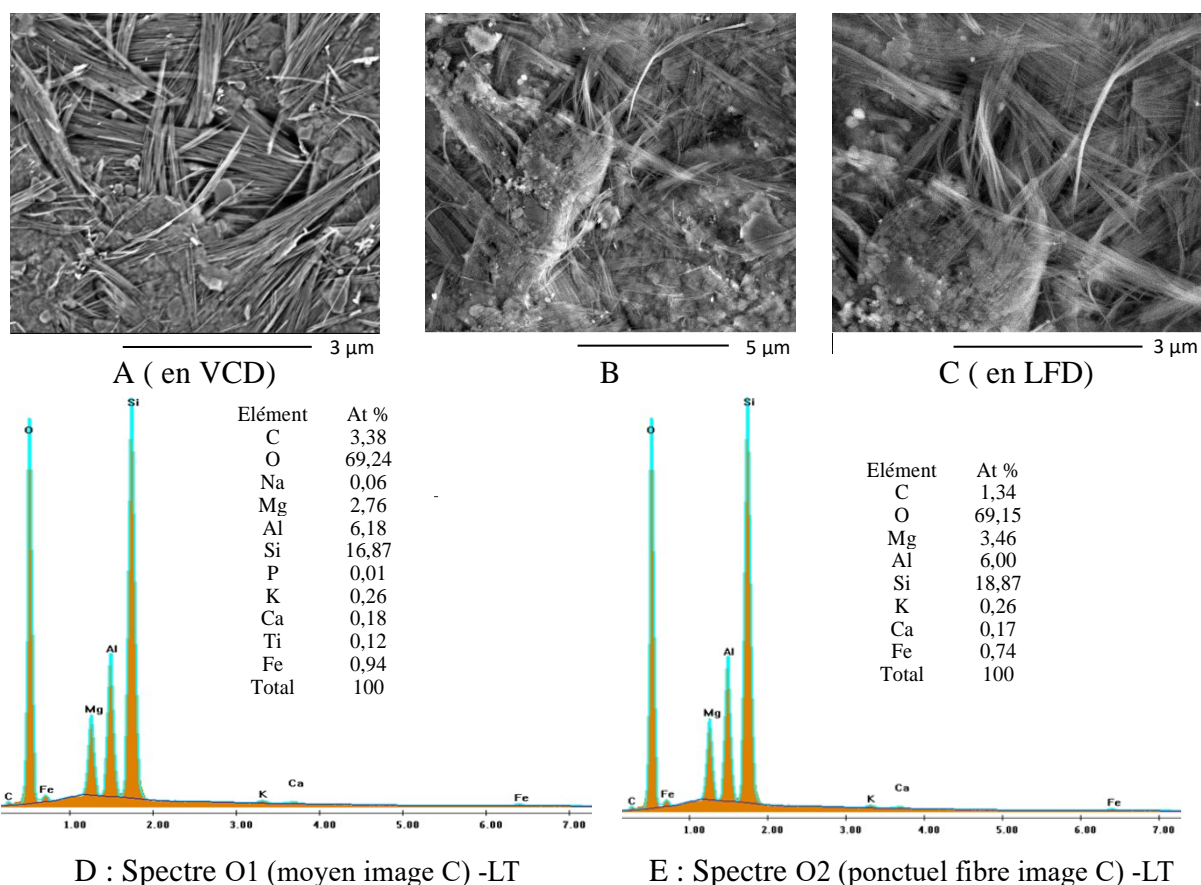 3 µm
5 µm
3 µm
A ( en VCD)
B
C ( en LFD)
Si
O
Al
Mg
C
Fe
K
Ca
Fe
1.00 2.00 3.00 4.00 5.00 6.00 7.00
Elément At %
C 3,38
O 69,24
Na 0,06
Mg 2,76
Al 6,18
Si 16,87
P 0,01
K 0,26
Ca 0,18
Ti 0,12
Fe 0,94
Total 100
Si
O
Al
Mg
C
Fe
K
Ca
Fe
1.00 2.00 3.00 4.00 5.00 6.00 7.00
Elément At %
C 1,34
O 69,15
Mg 3,46
Al 6,00
Si 18,87
K 0,26
Ca 0,17
Fe 0,74
Total 100
D : Spectre O1 (moyen image C) -LT
E : Spectre O2 (ponctuel fibre image C) -LT